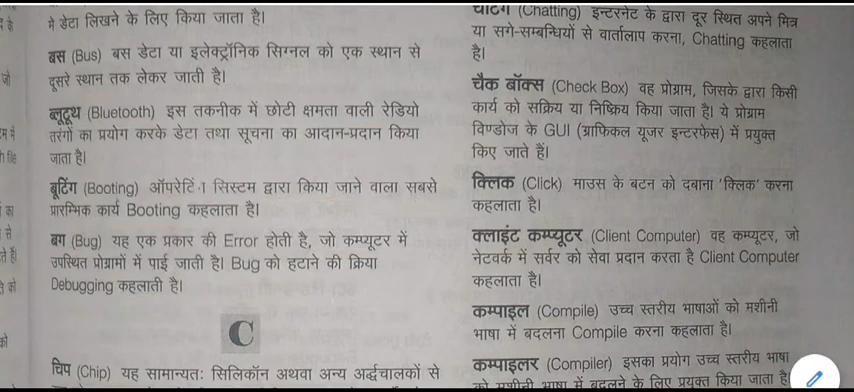 में डेटा लिखने के लिए किया जाता है।
बस (Bus) बस डेटा या इलेक्ट्रॉनिक सिग्नल को एक स्थान से
दूसरे स्थान तक लेकर जाती है।
ब्लूटूथ (Bluetooth) इस तकनीक में छोटी क्षमता वाली रेडियो
तरंगों का प्रयोग करके डेटा तथा सूचना का आदान-प्रदान किया
जाता है।
बूटिंग (Booting) ऑपरेटिंग सिस्टम द्वारा किया जाने वाला सबसे
प्रारम्भिक कार्य Booting कहलाता है।
बग (Bug) यह एक प्रकार की Error होती है, जो कम्प्यूटर में
उपस्थित प्रोग्रामों में पाई जाती है। Bug को हटाने की क्रिया
Debugging कहलाती है।
C
चिप (Chip) यह सामान्यतः सिलिकॉन अथवा अन्य अर्द्धचालकों से
चैटिंग (Chatting) इन्टरनेट के द्वारा दूर स्थित अपने मित्र
या सगे-सम्बन्धियों से वार्तालाप करना, Chatting कहलाता
है।
चैक बॉक्स (Check Box) वह प्रोग्राम, जिसके द्वारा किसी
कार्य को सक्रिय या निष्क्रिय किया जाता है। ये प्रोग्राम
विण्डोज के GUI (ग्राफिकल यूजर इन्टरफेस) में प्रयुक्त
किए जाते हैं।
क्लिक (Click) माउस के बटन को दबाना 'क्लिक' करना
कहलाता है।
क्लाइंट कम्प्यूटर (Client Computer) वह कम्प्यूटर, जो
नेटवर्क में सर्वर को सेवा प्रदान करता है Client Computer
कहलाता है।
कम्पाइल (Compile) उच्च स्तरीय भाषाओं को मशीनी
भाषा में बदलना Compile करना कहलाता है।
कम्पाइलर (Compiler) इसका प्रयोग उच्च स्तरीय भाषा
को मशीनी भाषा में बदलने के लिए प्रयुक्त किया जाता है